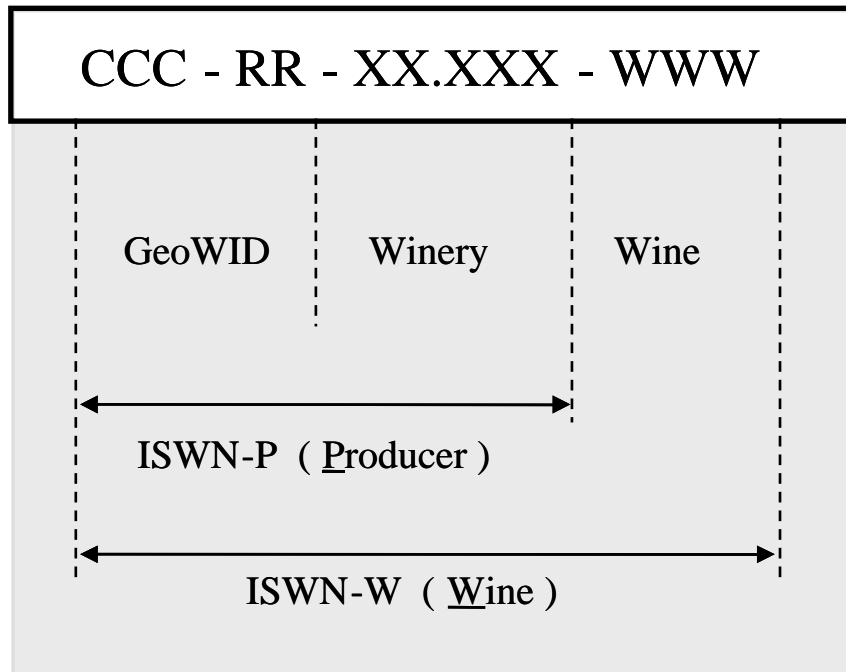 CCC - RR - XX.XXX - WWW
GeoWID Winery Wine
ISWN-P ( Producer )
ISWN-W ( Wine )